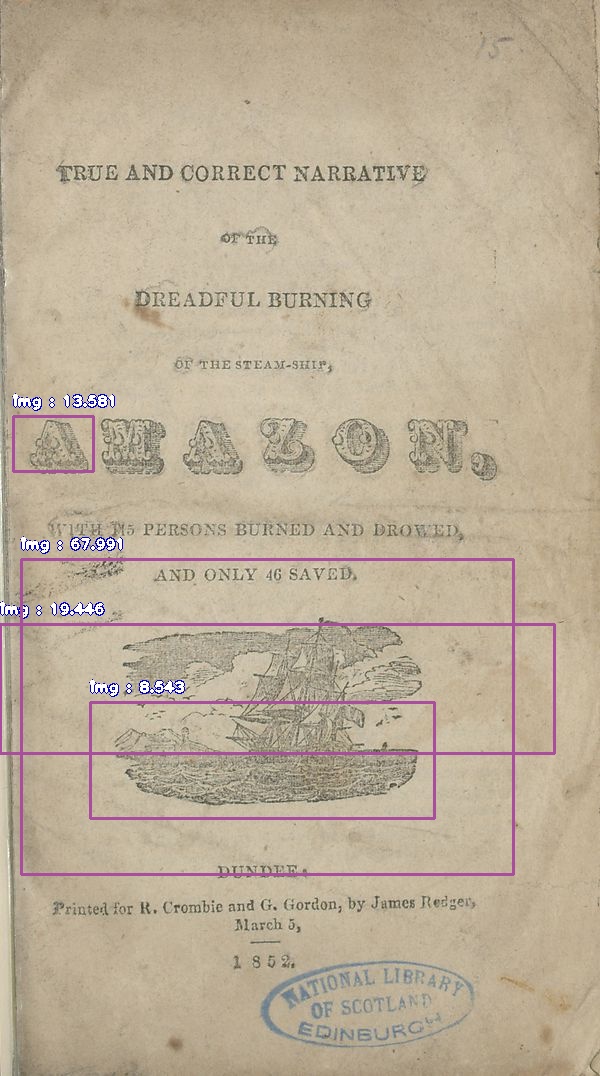 15
TRUE AND CORRECT NARRATIVE
OF THE
DREADFUL BURNING
OF THE STEAM-SHIP,
img : 13.581
AMAZON,
WITH 115 PERSONS BURNED AND DROWED,
img : 67.991
AND ONLY 46 SAVED.
img : 19.446
img : 8.543
DUNDEE:
Printed for R. Crombie and G. Gordon, by James Redger,
March 5,
1852.
NATIONAL LIBRARY
OF SCOTLAND
EDINBURGH